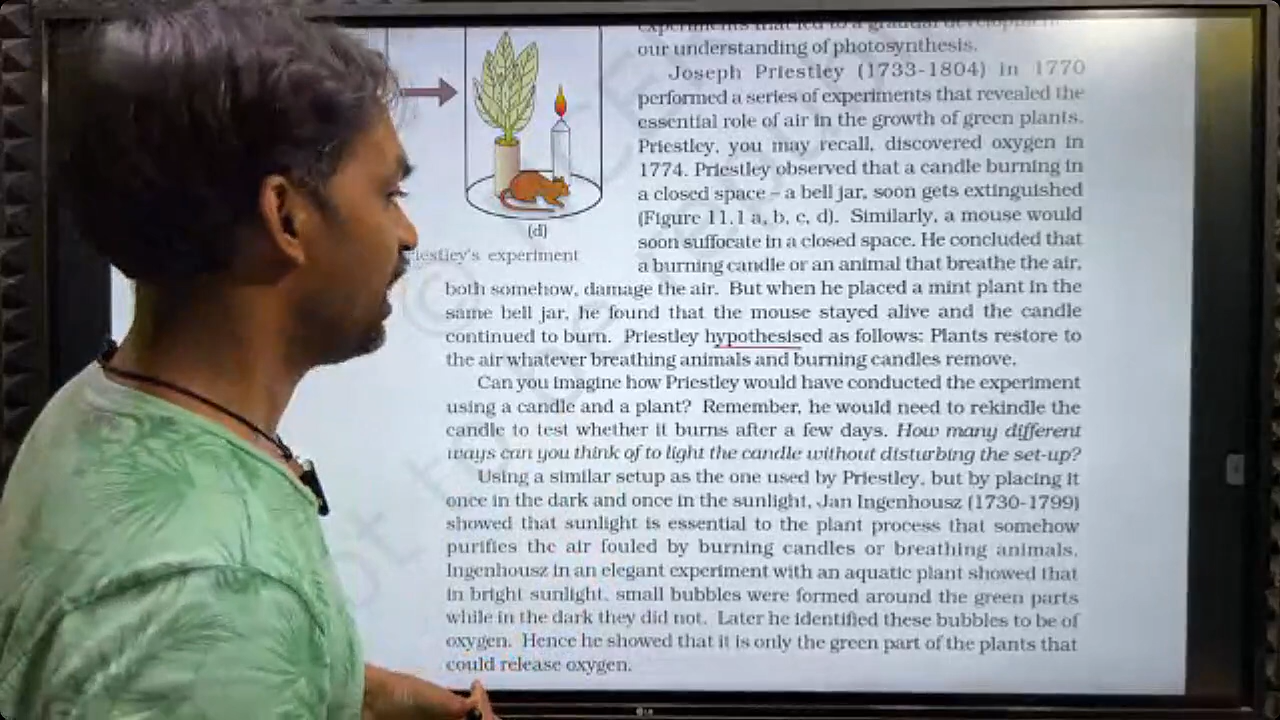 our understanding of photosynthesis.
Joseph Priestley (1733-1804) in 1770
performed a series of experiments that revealed the
essential role of air in the growth of green plants.
Priestley, you may recall, discovered oxygen in
1774. Priestley observed that a candle burning in
a closed space – a bell jar, soon gets extinguished
(Figure 11.1 a, b, c, d). Similarly, a mouse would
soon suffocate in a closed space. He concluded that
a burning candle or an animal that breathe the air,
both somehow, damage the air. But when he placed a mint plant in the
same bell jar, he found that the mouse stayed alive and the candle
continued to burn. Priestley hypothesised as follows: Plants restore to
the air whatever breathing animals and burning candles remove.
Can you imagine how Priestley would have conducted the experiment
using a candle and a plant? Remember, he would need to rekindle the
candle to test whether it burns after a few days. How many different
ways can you think of to light the candle without disturbing the set-up?
Using a similar setup as the one used by Priestley, but by placing it
once in the dark and once in the sunlight, Jan Ingenhousz (1730-1799)
showed that sunlight is essential to the plant process that somehow
purifies the air fouled by burning candles or breathing animals.
Ingenhousz in an elegant experiment with an aquatic plant showed that
in bright sunlight, small bubbles were formed around the green parts
while in the dark they did not. Later he identified these bubbles to be of
oxygen. Hence he showed that it is only the green part of the plants that
could release oxygen.
(d)
experiment
LG